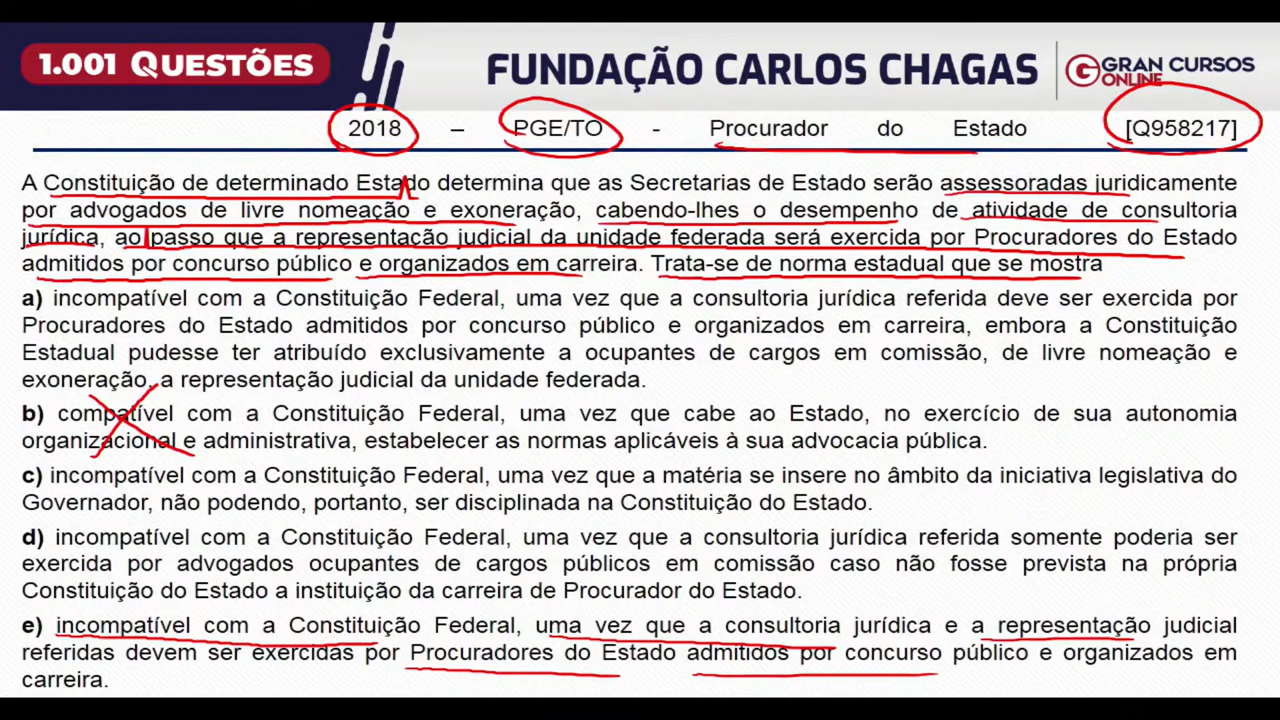 1.001 QUESTÕES
FUNDAÇÃO CARLOS CHAGAS
GRAN CURSOS
ONLINE
2018 – PGE/TO - Procurador do Estado [Q958217]
A Constituição de determinado Estado determina que as Secretarias de Estado serão assessoradas juridicamente
por advogados de livre nomeação e exoneração, cabendo-lhes o desempenho de atividade de consultoria
jurídica, ao passo que a representação judicial da unidade federada será exercida por Procuradores do Estado
admitidos por concurso público e organizados em carreira. Trata-se de norma estadual que se mostra
a) incompatível com a Constituição Federal, uma vez que a consultoria jurídica referida deve ser exercida por
Procuradores do Estado admitidos por concurso público e organizados em carreira, embora a Constituição
Estadual pudesse ter atribuído exclusivamente a ocupantes de cargos em comissão, de livre nomeação e
exoneração, a representação judicial da unidade federada.
b) compatível com a Constituição Federal, uma vez que cabe ao Estado, no exercício de sua autonomia
organizacional e administrativa, estabelecer as normas aplicáveis à sua advocacia pública.
c) incompatível com a Constituição Federal, uma vez que a matéria se insere no âmbito da iniciativa legislativa do
Governador, não podendo, portanto, ser disciplinada na Constituição do Estado.
d) incompatível com a Constituição Federal, uma vez que a consultoria jurídica referida somente poderia ser
exercida por advogados ocupantes de cargos públicos em comissão caso não fosse prevista na própria
Constituição do Estado a instituição da carreira de Procurador do Estado.
e) incompatível com a Constituição Federal, uma vez que a consultoria jurídica e a representação judicial
referidas devem ser exercidas por Procuradores do Estado admitidos por concurso público e organizados em
carreira.